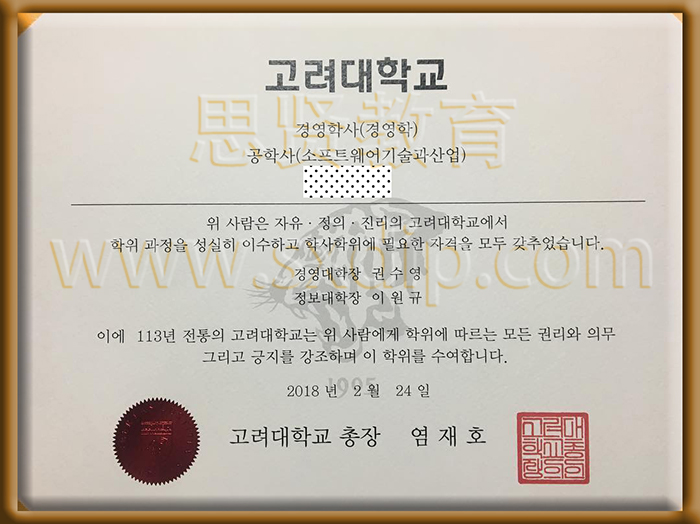 고려대학교
思贤教育
경영학사(경영학)
공학사(소프트웨어기술과산업)
위 사람은 자유 · 정의 · 진리의 고려대학교에서
학위 과정을 성실히 이수하고 학사학위에 필요한 자격을 모두 갖추었습니다.
경영대학장 권수영
정보대학장 이원규
이에 113년 전통의 고려대학교는 위 사람에게 학위에 따르는 모든 권리와 의무
그리고 긍지를 강조하며 이 학위를 수여합니다.
1905
2018 년 2 월 24 일
고려대학교 총장 염재호